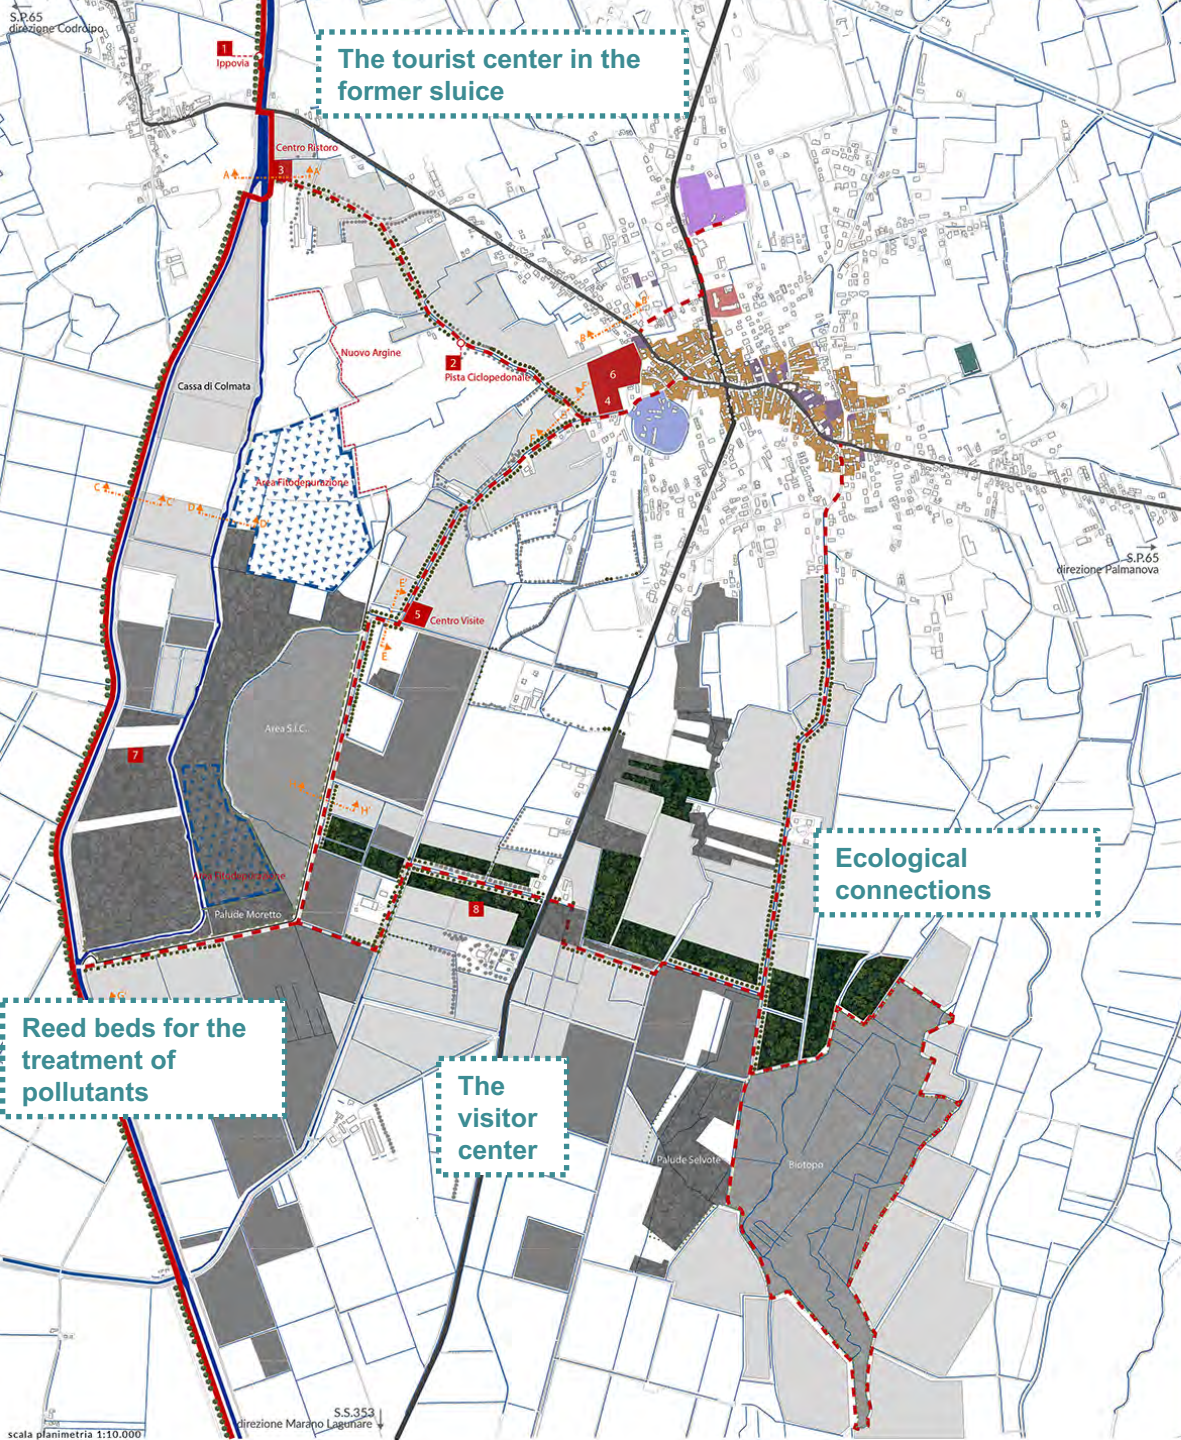 S.P.65
direzione Codroipo
1
Ippovia
The tourist center in the
former sluice
Centro Ristoro
A
3
A'
Nuovo Argine
2
Pista Ciclopedonale
B
B'
6
4
Cassa di Colmata
Area Fitodepurazione
C
C'
D
D'
S.P.65
direzione Palmanova
E'
5
Centro Visite
E
Area S.I.C.
7
H'
Ecological
connections
Area Fitodepurazione
Palude Moretto
8
G'
Reed beds for the
treatment of
pollutants
The
visitor
center
Palude Selvote
Biotopo
S.S.353
direzione Marano Lagunare
scala planimetria 1:10.000